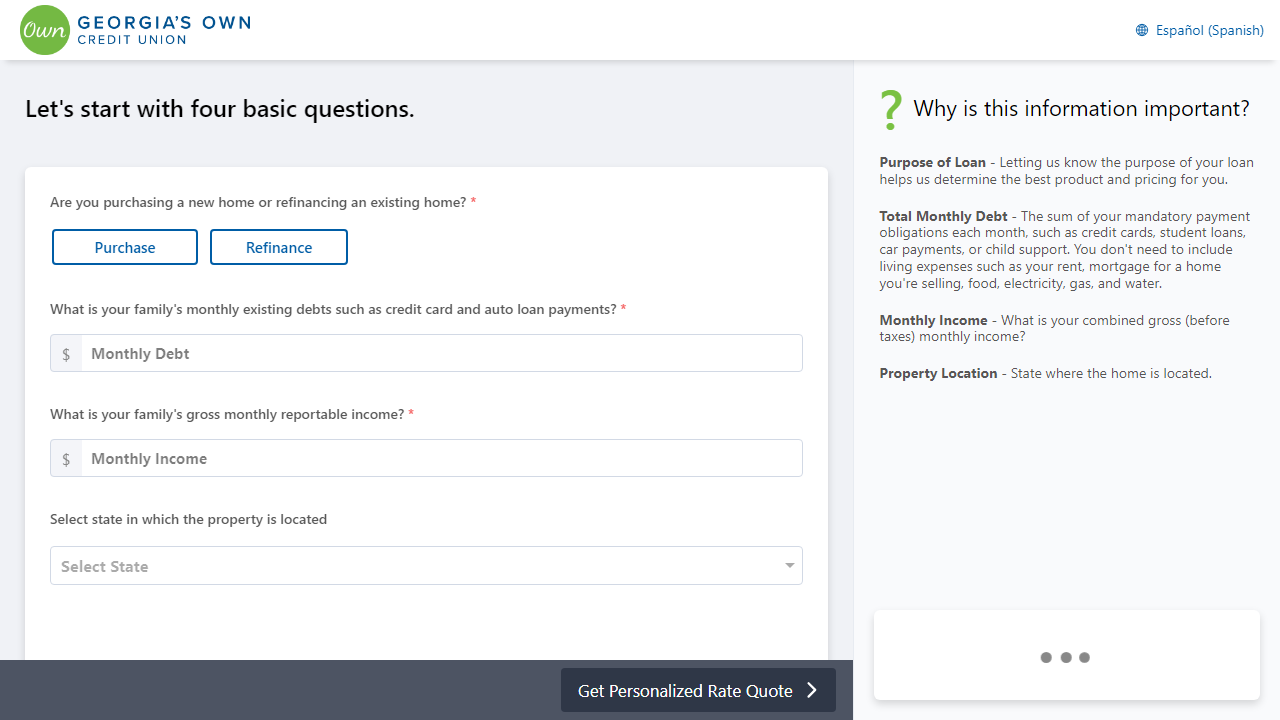 Own
GEORGIA'S OWN
CREDIT UNION
Español (Spanish)
Let's start with four basic questions.
Are you purchasing a new home or refinancing an existing home? *
Purchase
Refinance
What is your family's monthly existing debts such as credit card and auto loan payments? *
$ Monthly Debt
What is your family's gross monthly reportable income? *
$ Monthly Income
Select state in which the property is located
Select State
Get Personalized Rate Quote
? Why is this information important?
Purpose of Loan - Letting us know the purpose of your loan
helps us determine the best product and pricing for you.
Total Monthly Debt - The sum of your mandatory payment
obligations each month, such as credit cards, student loans,
car payments, or child support. You don't need to include
living expenses such as your rent, mortgage for a home
you're selling, food, electricity, gas, and water.
Monthly Income - What is your combined gross (before
taxes) monthly income?
Property Location - State where the home is located.